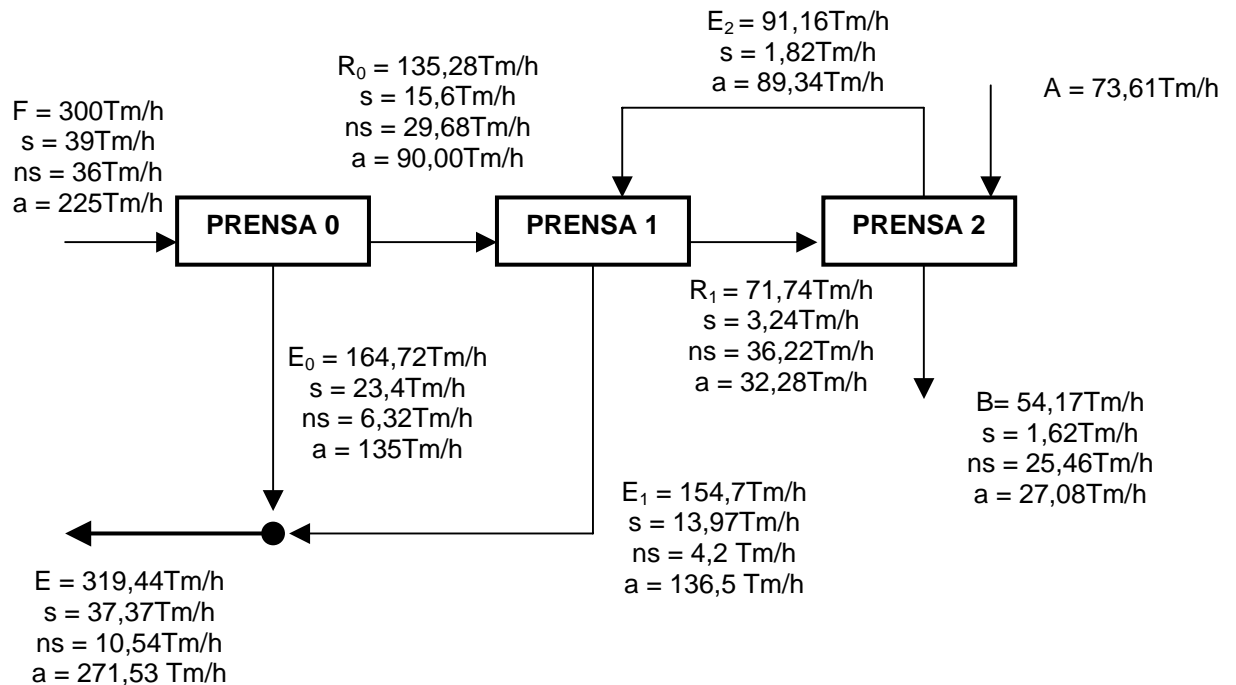 F = 300Tm/h
s = 39Tm/h
ns = 36Tm/h
a = 225Tm/h
R0 = 135,28Tm/h
s = 15,6Tm/h
ns = 29,68Tm/h
a = 90,00Tm/h
E2 = 91,16Tm/h
s = 1,82Tm/h
a = 89,34Tm/h
A = 73,61Tm/h
PRENSA 0
PRENSA 1
PRENSA 2
E0 = 164,72Tm/h
s = 23,4Tm/h
ns = 6,32Tm/h
a = 135Tm/h
R1 = 71,74Tm/h
s = 3,24Tm/h
ns = 36,22Tm/h
a = 32,28Tm/h
B= 54,17Tm/h
s = 1,62Tm/h
ns = 25,46Tm/h
a = 27,08Tm/h
E1 = 154,7Tm/h
s = 13,97Tm/h
ns = 4,2 Tm/h
a = 136,5 Tm/h
E = 319,44Tm/h
s = 37,37Tm/h
ns = 10,54Tm/h
a = 271,53 Tm/h